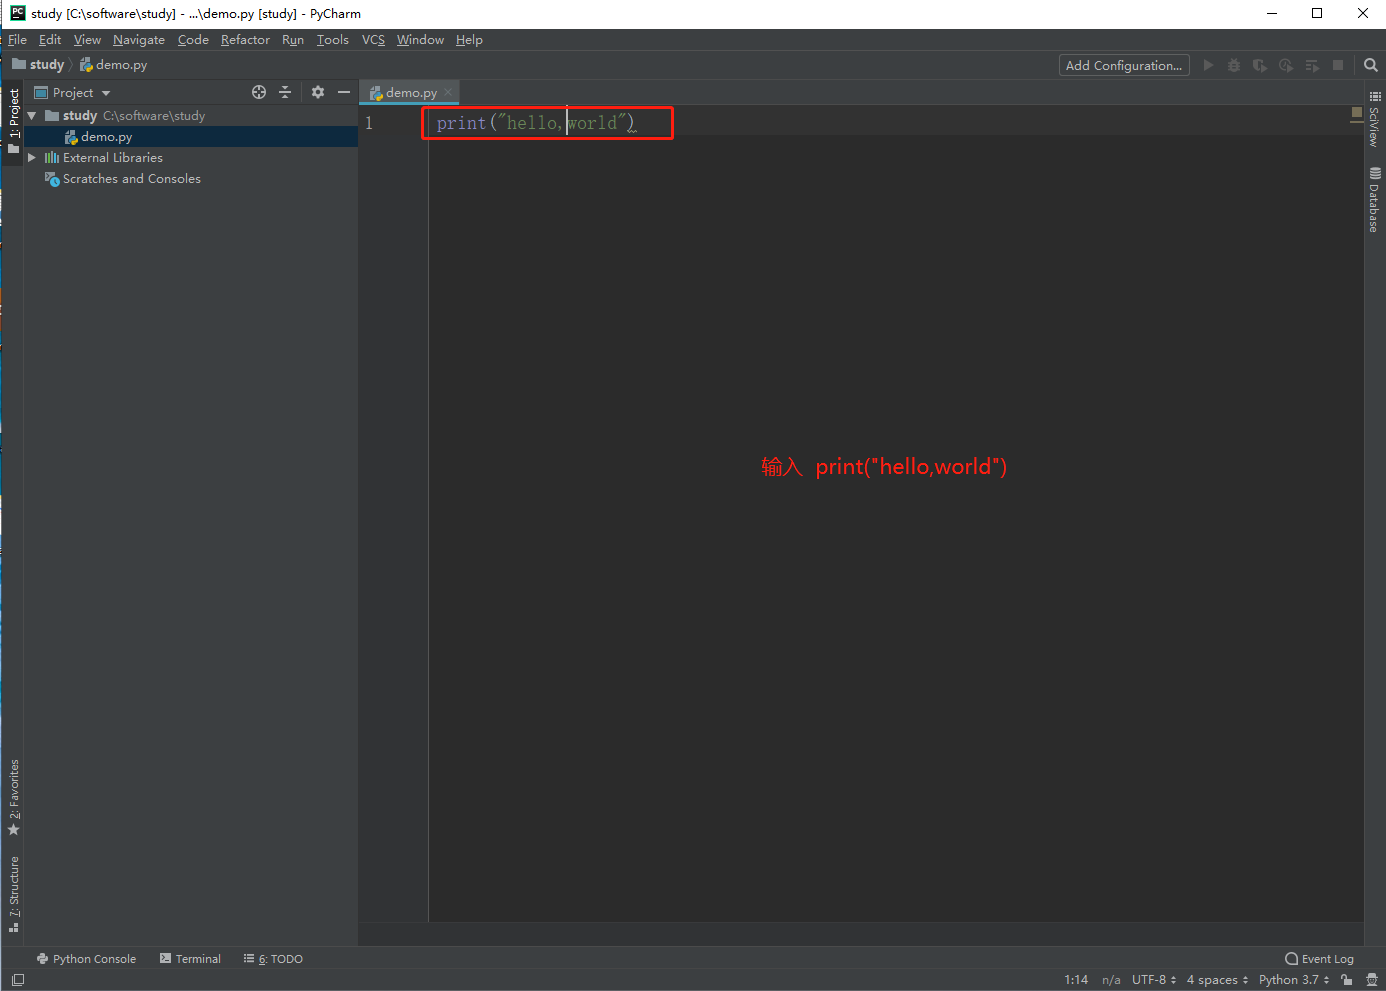 study [C:\software\study] - ...\demo.py [study] - PyCharm
File Edit View Navigate Code Refactor Run Tools VCS Window Help
study demo.py Add Configuration...
Project
demo.py
1: Project
study C:\software\study
demo.py
External Libraries
Scratches and Consoles
1 print("hello,world")
输入 print("hello,world")
SciView
Database
2: Favorites
7: Structure
Python Console Terminal 6: TODO Event Log
1:14 n/a UTF-8 4 spaces Python 3.7